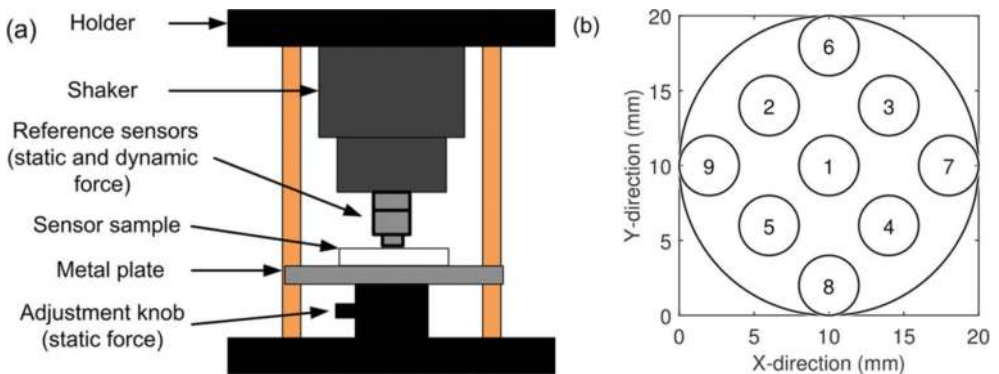 (a)
Holder
Shaker
Reference sensors
(static and dynamic
force)
Sensor sample
Metal plate
Adjustment knob
(static force)
(b)
20
15
10
5
0
Y-direction (mm)
6
2
3
9
1
7
5
4
8
0 5 10 15 20
X-direction (mm)